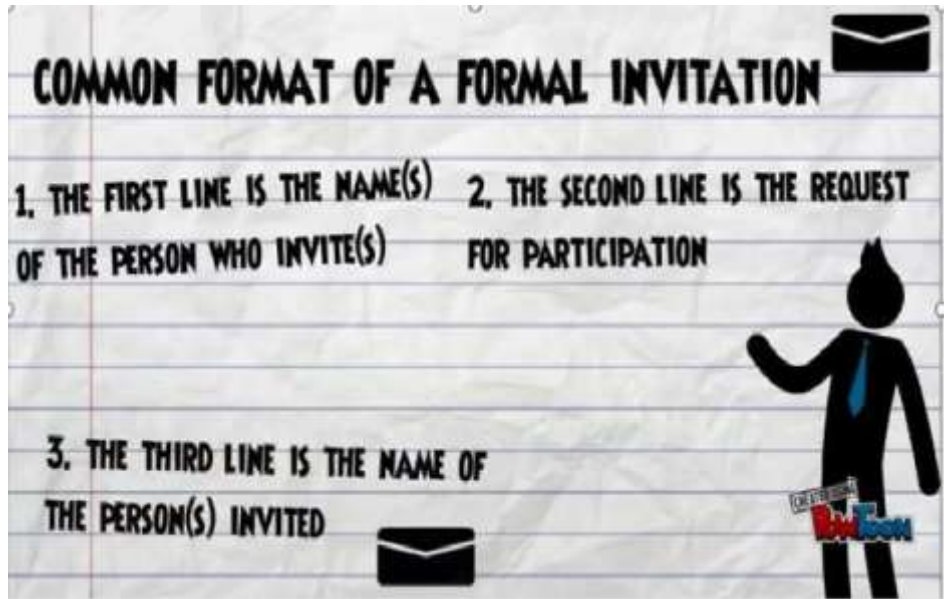 COMMON FORMAT OF A FORMAL INVITATION
1. THE FIRST LINE IS THE NAME(S)
OF THE PERSON WHO INVITE(S)
2. THE SECOND LINE IS THE REQUEST
FOR PARTICIPATION
3. THE THIRD LINE IS THE NAME OF
THE PERSON(S) INVITED
CREATED USING
POWTOON